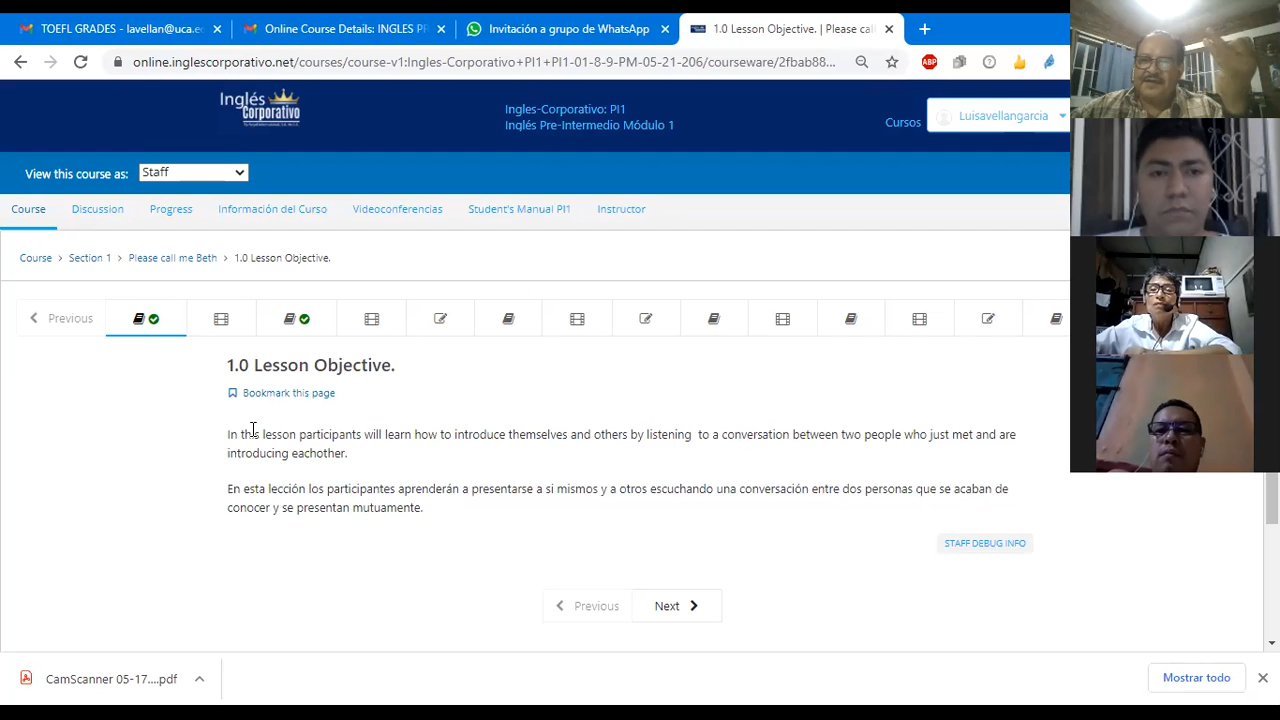 TOEFL GRADES - lavellan@uca.ec
Online Course Details: INGLES PR
Invitación a grupo de WhatsApp
1.0 Lesson Objective. | Please cal
online.inglescorporativo.net/courses/course-v1:Ingles-Corporativo+PI1+PI1-01-8-9-PM-05-21-206/courseware/2fbab88...
ABP
Inglés
Corporativo
Ingles-Corporativo: PI1
Inglés Pre-Intermedio Módulo 1
Cursos
Luisavellangarcia
View this course as:
Staff
Course
Discussion
Progress
Información del Curso
Videoconferencias
Student's Manual PI1
Instructor
Course
Section 1
Please call me Beth
1.0 Lesson Objective.
Previous
1.0 Lesson Objective.
Bookmark this page
In this lesson participants will learn how to introduce themselves and others by listening to a conversation between two people who just met and are
introducing eachother.
En esta lección los participantes aprenderán a presentarse a si mismos y a otros escuchando una conversación entre dos personas que se acaban de
conocer y se presentan mutuamente.
STAFF DEBUG INFO
Previous
Next
CamScanner 05-17....pdf
Mostrar todo